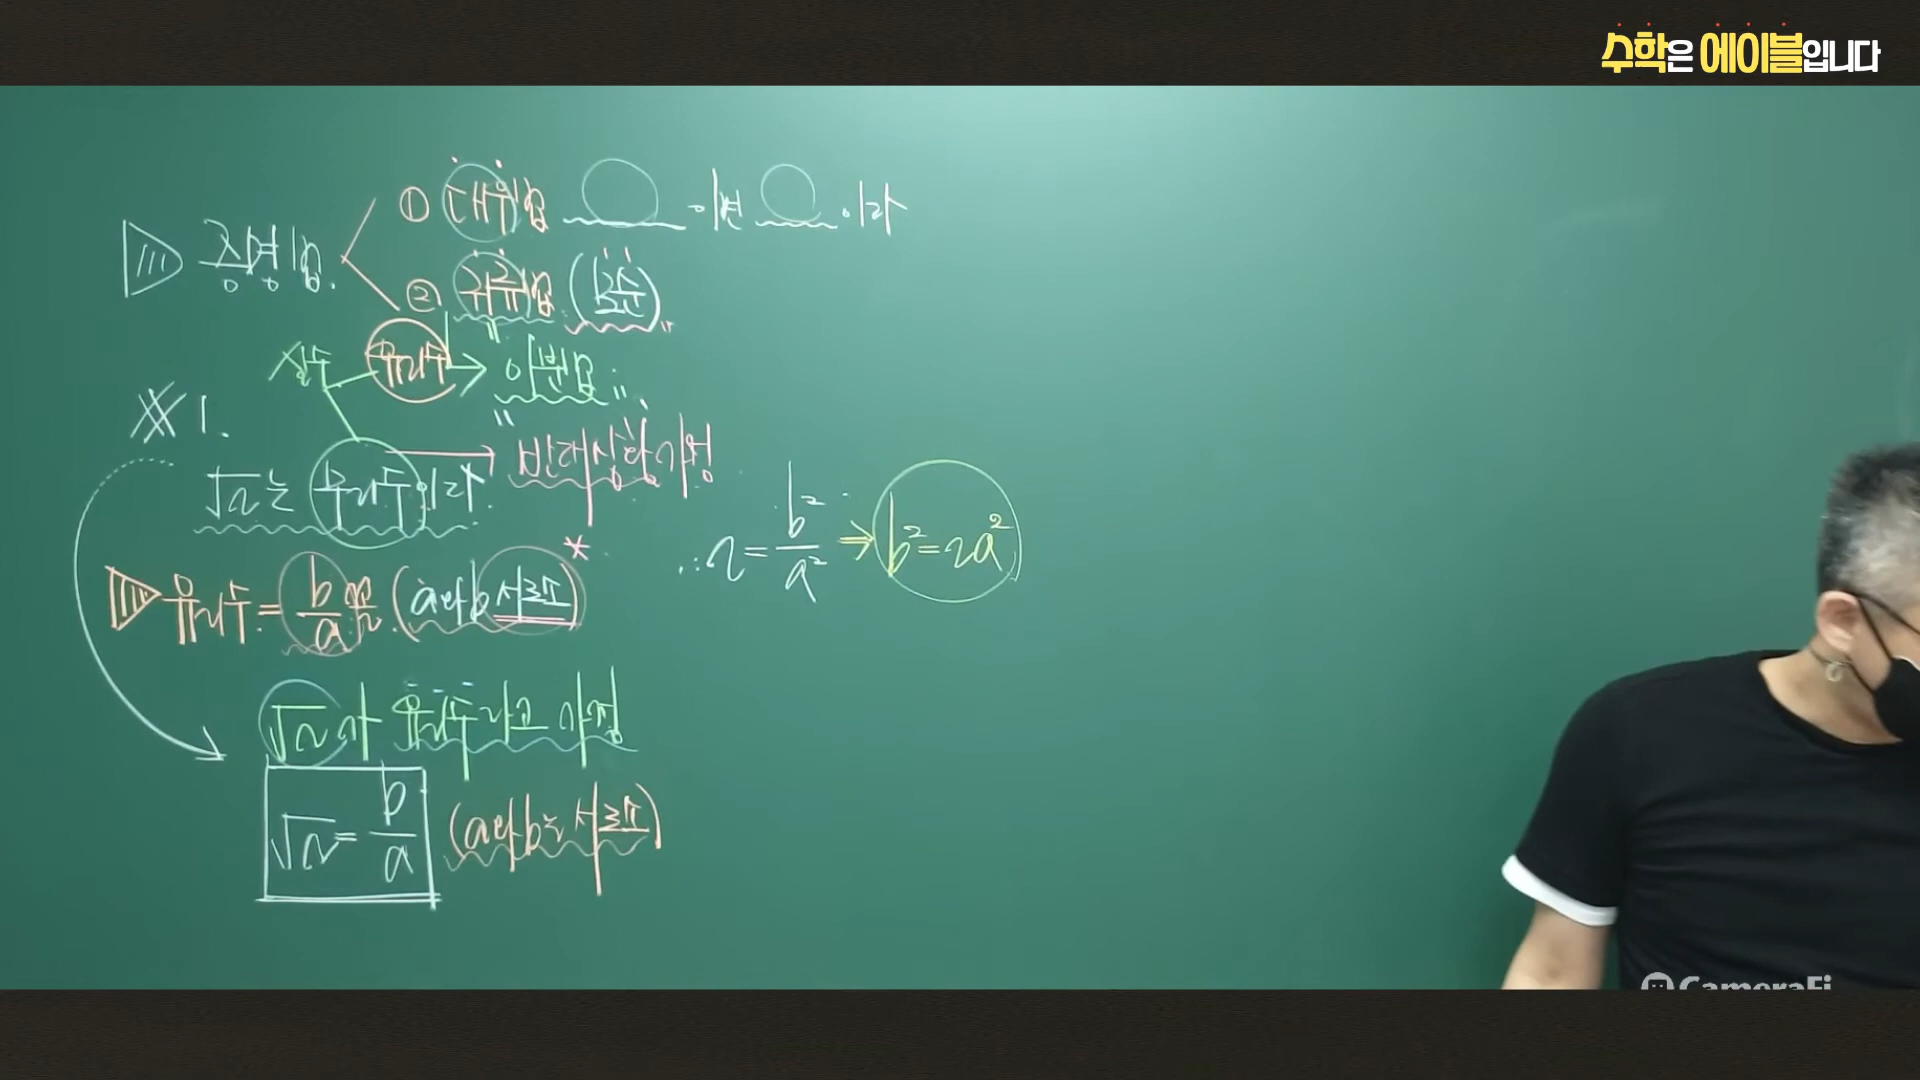 수학은 에이블입니다
▷ 증명법.
① 대우법 ○ 이면 ○ 이다
② 귀류법 (모순)
실수 유리수 → "이분법"
※ 1.
√2는 무리수이다. → 반대상황가정
∴ 2 = b²/a² ⇒ b² = 2a²
▷ 유리수 = b/a 꼴. (a와 b 서로소) *
√2가 유리수라고 가정
√2 = b/a (a와 b는 서로소)
CameraFi